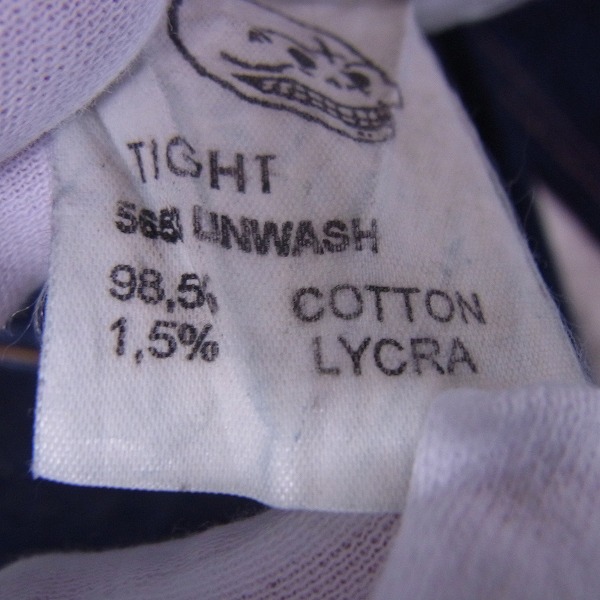 TIGHT
UNWASH
98,5% COTTON
1,5% LYCRA